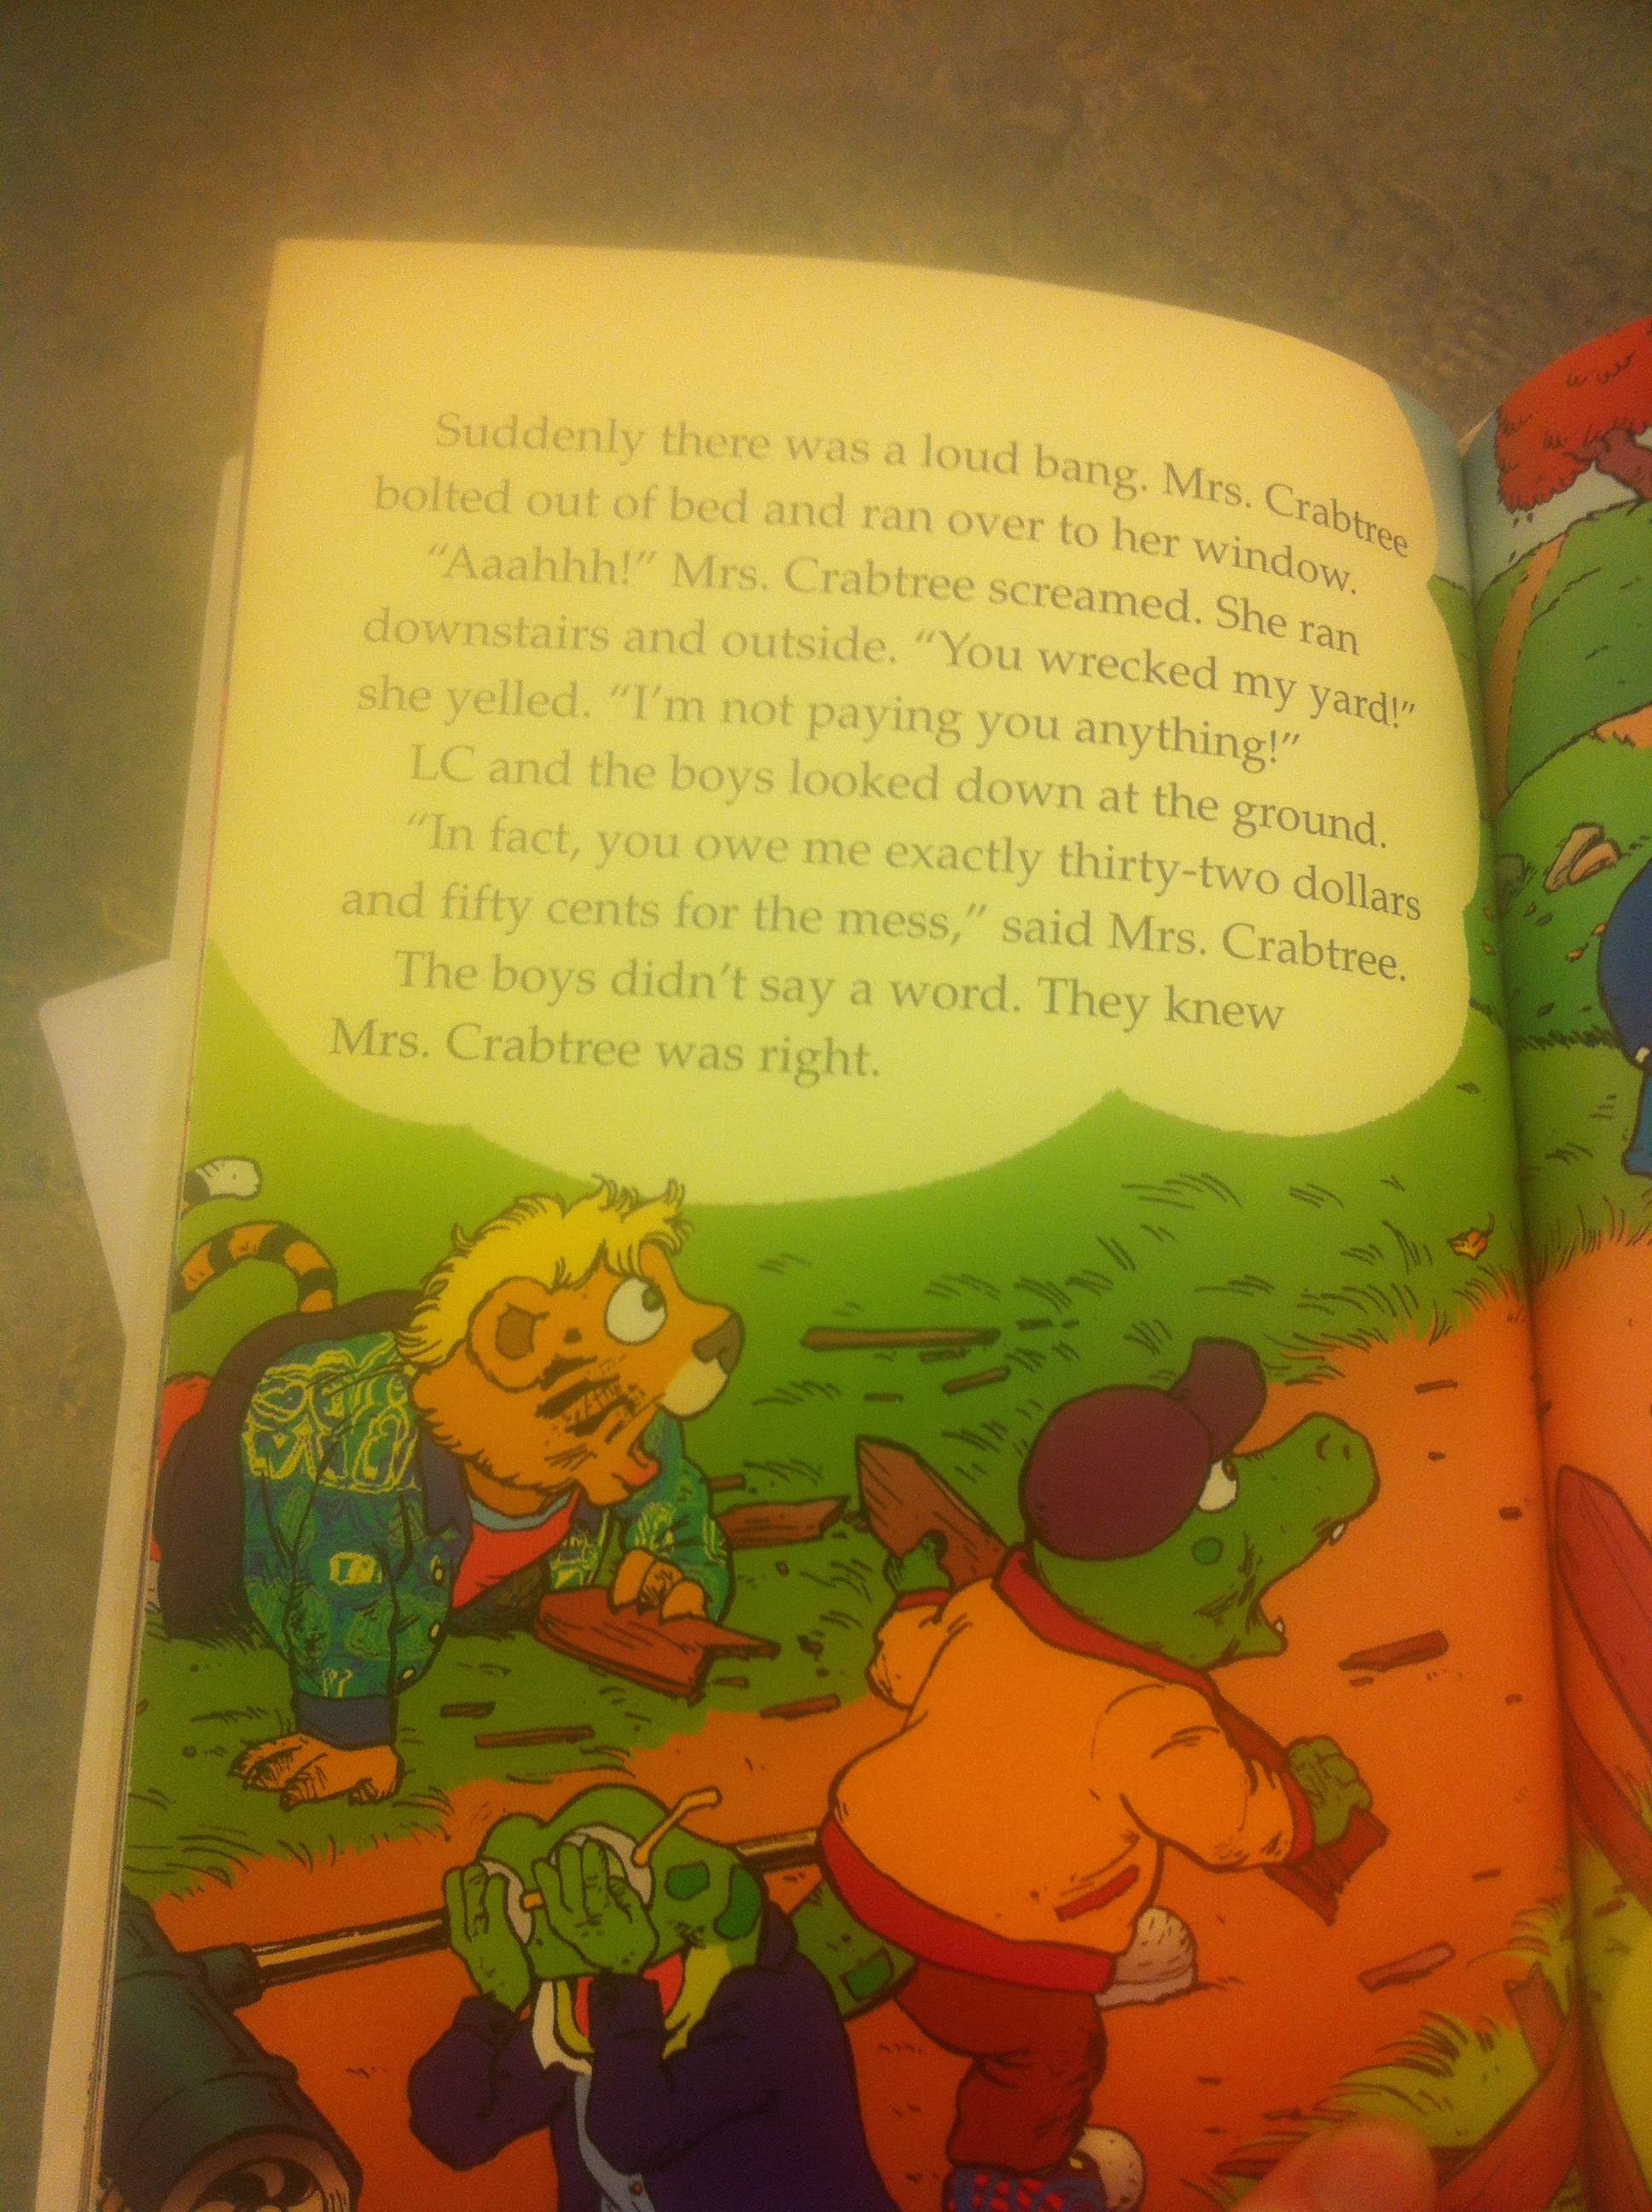 Suddenly there was a loud bang. Mrs. Crabtree
bolted out of bed and ran over to her window.
“Aaahhh!” Mrs. Crabtree screamed. She ran
downstairs and outside. “You wrecked my yard!”
she yelled. “I’m not paying you anything!”
LC and the boys looked down at the ground.
“In fact, you owe me exactly thirty-two dollars
and fifty cents for the mess,” said Mrs. Crabtree.
The boys didn’t say a word. They knew
Mrs. Crabtree was right.